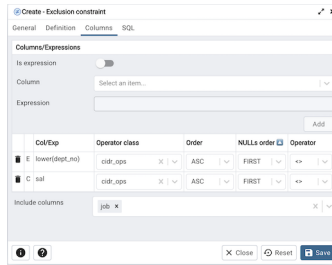 Create - Exclusion constraint
General Definition Columns SQL
Columns/Expressions
Is expression
Column Select an item...
Expression
Add
Col/Exp Operator class Order NULLs order Operator
E lower(dept_no) cidr_ops ASC FIRST <>
C sal cidr_ops ASC FIRST <>
Include columns job ×
Close Reset Save